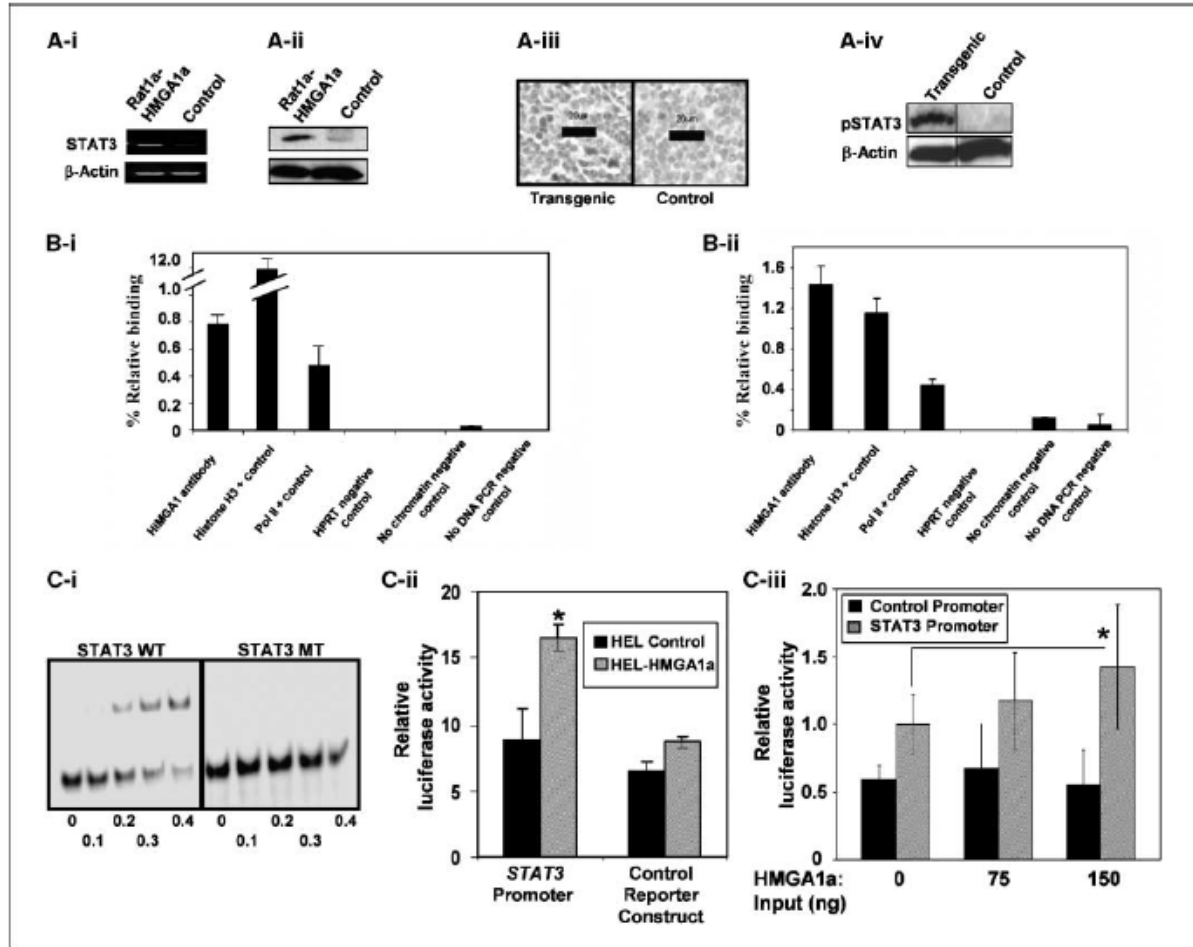 A-i
A-ii
A-iii
A-iv
Rat1a-
HMGA1a
Control
Rat1a-
HMGA1a
Control
Transgenic
Control
STAT3
β-Actin
20um
20um
Transgenic
Control
pSTAT3
β-Actin
B-i
% Relative binding
12.0
1.0
0.8
0.6
0.4
0.2
0
HiMGA1 antibody
Histone H3 + control
Pol II + control
HPRT negative
control
No chromatin negative
control
No DNA PCR negative
control
B-ii
% Relative binding
1.6
1.2
0.8
0.4
0
HiMGA1 antibody
Histone H3 + control
Pol II + control
HPRT negative
control
No chromatin negative
control
No DNA PCR negative
control
C-i
STAT3 WT
STAT3 MT
0 0.2 0.4 0 0.2 0.4
0.1 0.3 0.1 0.3
C-ii
Relative
luciferase activity
20
15
10
5
0
*
HEL Control
HEL-HMGA1a
STAT3
Promoter
Control
Reporter
Construct
C-iii
Relative
luciferase activity
2.0
1.5
1.0
0.5
0
Control Promoter
STAT3 Promoter
*
HMGA1a: 0 75 150
Input (ng)